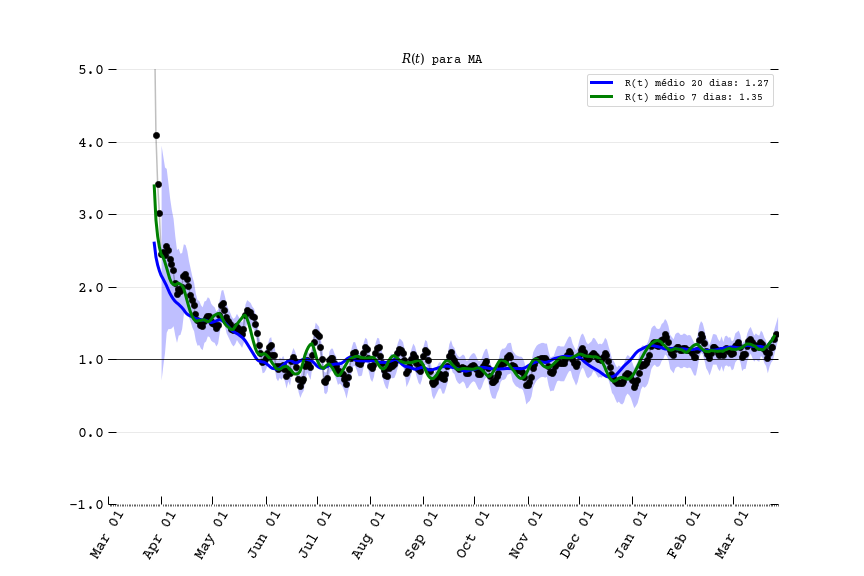 R(t) para MA
R(t) médio 20 dias: 1.27
R(t) médio 7 dias: 1.35
5.0
4.0
3.0
2.0
1.0
0.0
-1.0
Mar 01
Apr 01
May 01
Jun 01
Jul 01
Aug 01
Sep 01
Oct 01
Nov 01
Dec 01
Jan 01
Feb 01
Mar 01